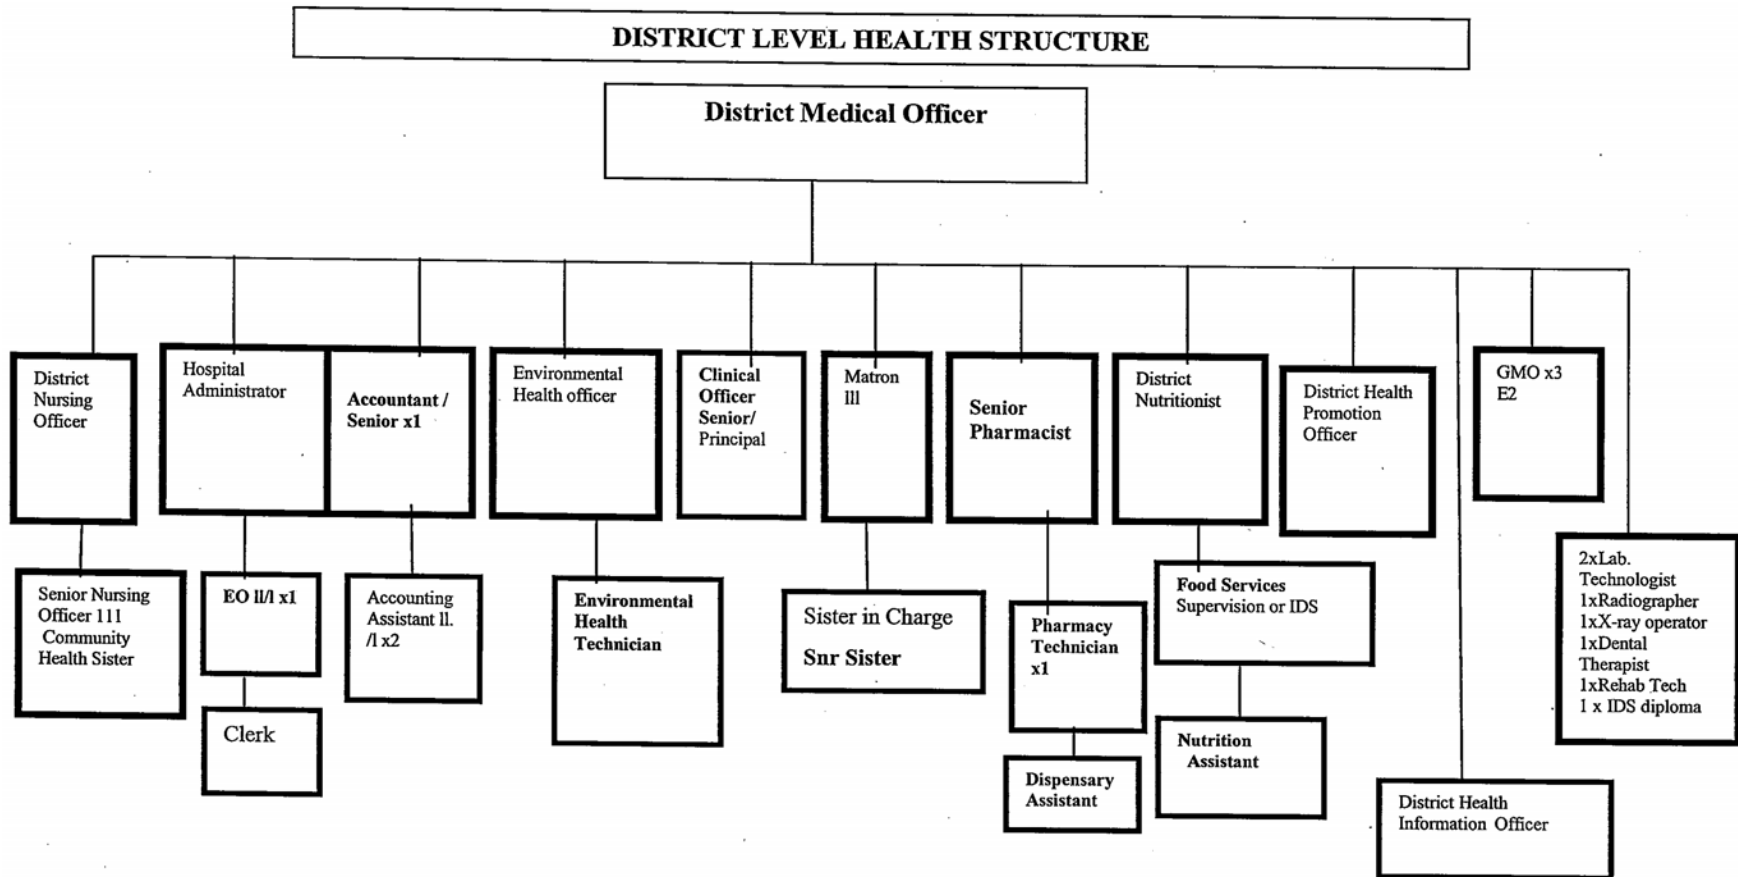 DISTRICT LEVEL HEALTH STRUCTURE
District Medical Officer
District
Nursing
Officer
Hospital
Administrator
Accountant /
Senior x1
Environmental
Health officer
Clinical
Officer
Senior/
Principal
Matron
lll
Senior
Pharmacist
District
Nutritionist
District Health
Promotion
Officer
GMO x3
E2
Senior Nursing
Officer 111
Community
Health Sister
EO ll/l x1
Accounting
Assistant ll.
/l x2
Environmental
Health
Technician
Sister in Charge
Snr Sister
Pharmacy
Technician
x1
Food Services
Supervision or IDS
2xLab.
Technologist
1xRadiographer
1xX-ray operator
1xDental
Therapist
1xRehab Tech
1 x IDS diploma
Clerk
Dispensary
Assistant
Nutrition
Assistant
District Health
Information Officer